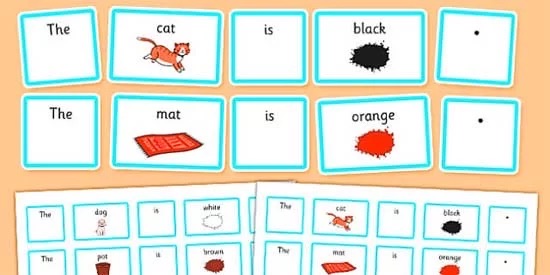 The cat is black .
The mat is orange .
The dog is white
The cat is black .
The pot is brown
The mat is orange .